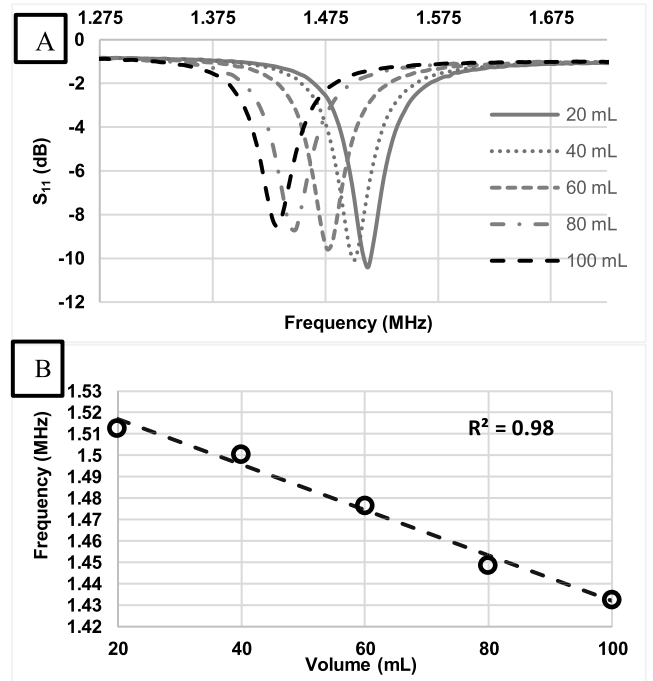 A
1.275 1.375 1.475 1.575 1.675
0
-2
-4
-6
-8
-10
-12
S₁₁ (dB)
20 mL
40 mL
60 mL
80 mL
100 mL
Frequency (MHz)
B
1.53
1.52
1.51
1.5
1.49
1.48
1.47
1.46
1.45
1.44
1.43
1.42
Frequency (MHz)
R² = 0.98
20 40 60 80 100
Volume (mL)